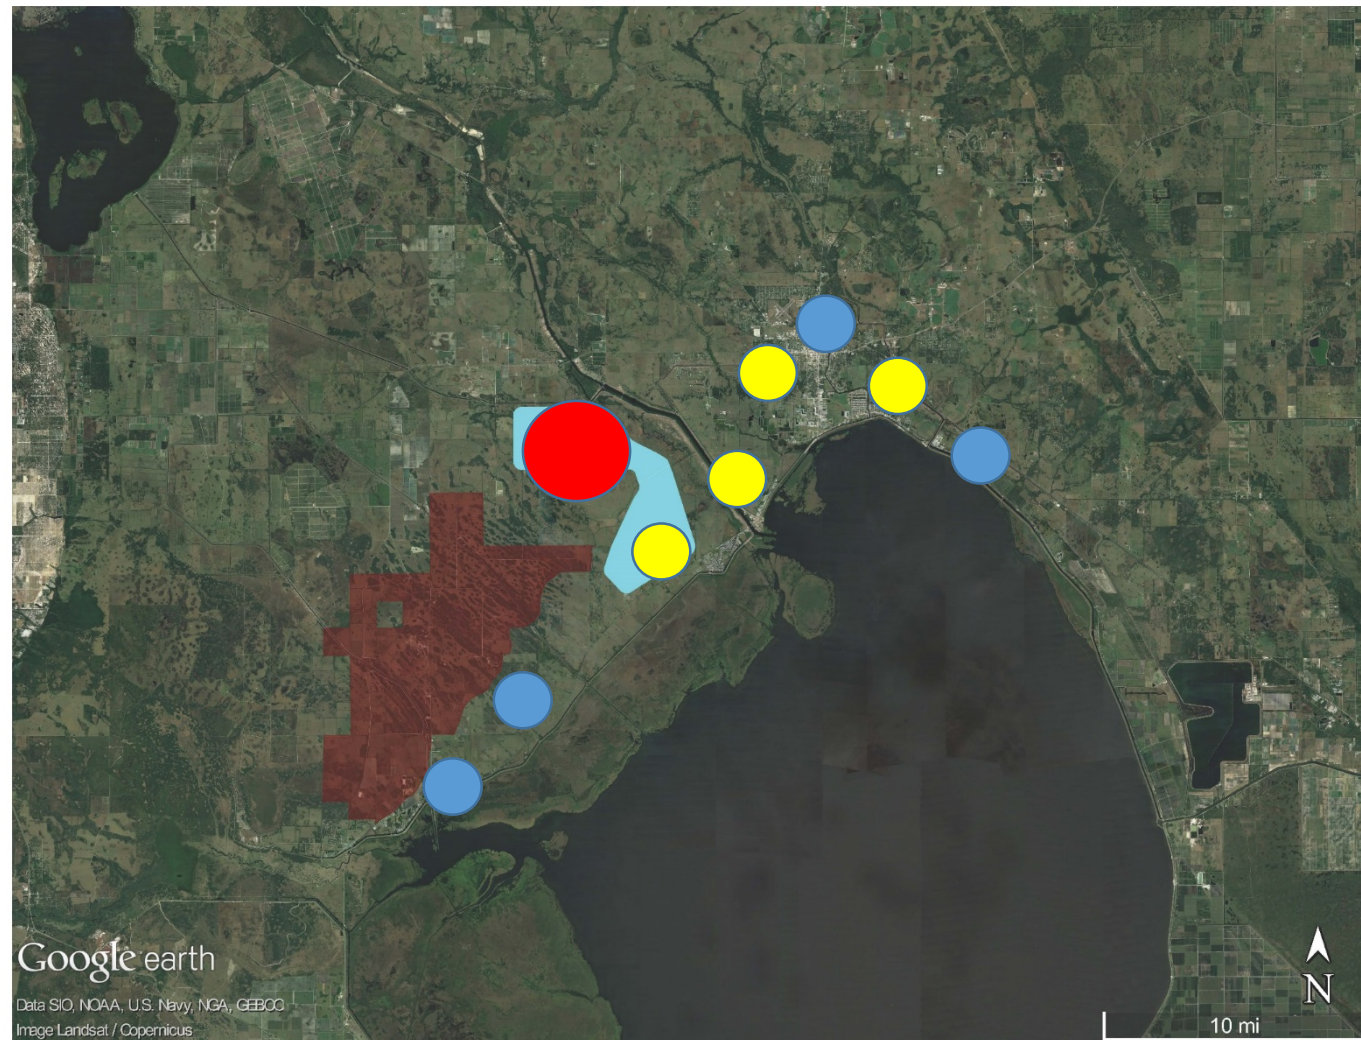 Google earth
Data SIO, NOAA, U.S. Navy, NGA, GEBCO
Image Landsat / Copernicus
N
10 mi